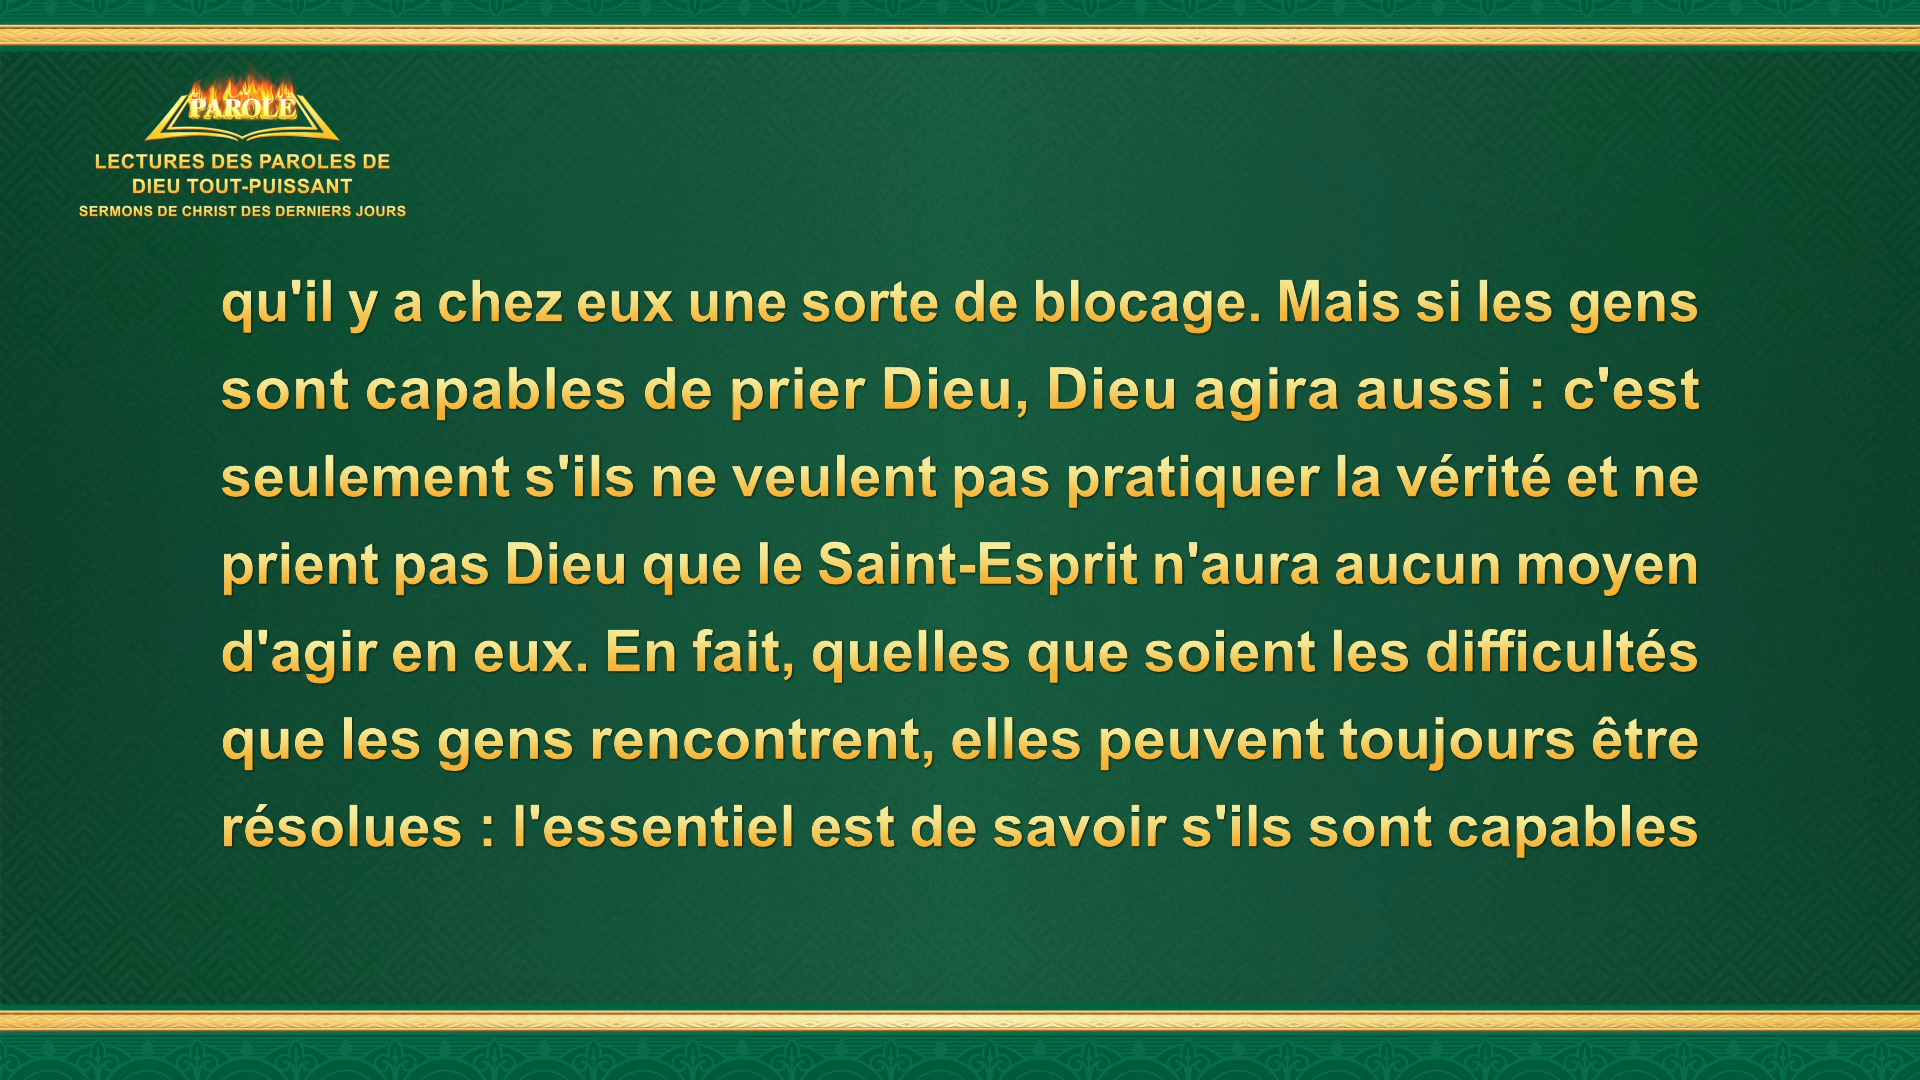 PAROLE
LECTURES DES PAROLES DE
DIEU TOUT-PUISSANT
SERMONS DE CHRIST DES DERNIERS JOURS
qu'il y a chez eux une sorte de blocage. Mais si les gens
sont capables de prier Dieu, Dieu agira aussi : c'est
seulement s'ils ne veulent pas pratiquer la vérité et ne
prient pas Dieu que le Saint-Esprit n'aura aucun moyen
d'agir en eux. En fait, quelles que soient les difficultés
que les gens rencontrent, elles peuvent toujours être
résolues : l'essentiel est de savoir s'ils sont capables